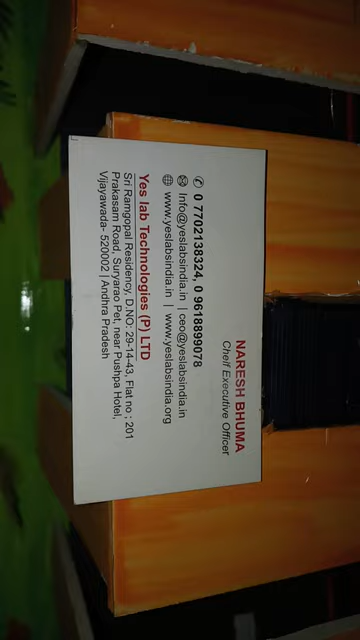 NARESH BHUMA
Cheif Executive Officer
0 7702138324, 0 9618899078
Info@yeslabsindia.in | ceo@yeslabsindia.in
www.yeslabsindia.in | www.yeslabsindia.org
Yes lab Technologies (P) LTD
Sri Ramgopal Residency, D.NO: 29-14-43, Flat no ; 201
Prakasam Road, Suryarao Pet, near Pushpa Hotel,
Vijayawada- 520002 | Andhra Pradesh